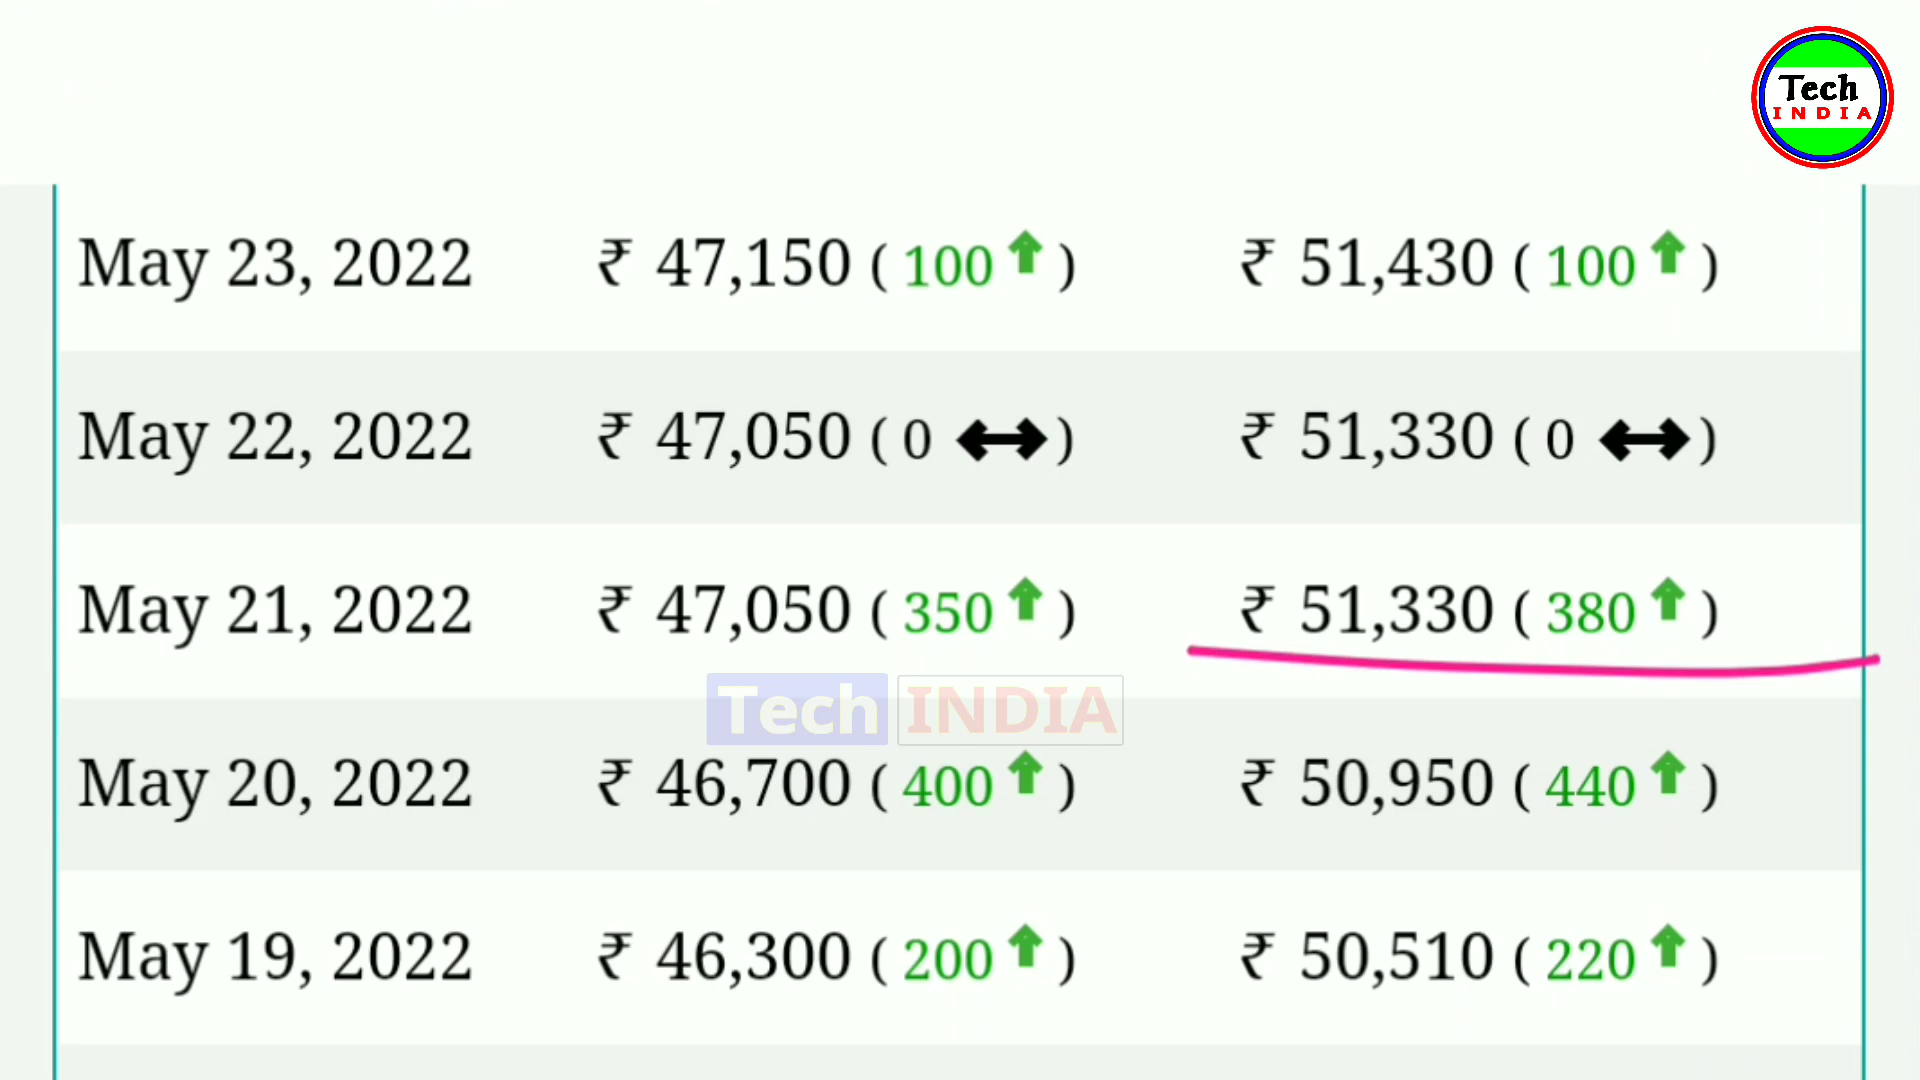 Tech
INDIA
May 23, 2022 ₹ 47,150 ( 100 ⬆ ) ₹ 51,430 ( 100 ⬆ )
May 22, 2022 ₹ 47,050 ( 0 ↔ ) ₹ 51,330 ( 0 ↔ )
May 21, 2022 ₹ 47,050 ( 350 ⬆ ) ₹ 51,330 ( 380 ⬆ )
Tech INDIA
May 20, 2022 ₹ 46,700 ( 400 ⬆ ) ₹ 50,950 ( 440 ⬆ )
May 19, 2022 ₹ 46,300 ( 200 ⬆ ) ₹ 50,510 ( 220 ⬆ )